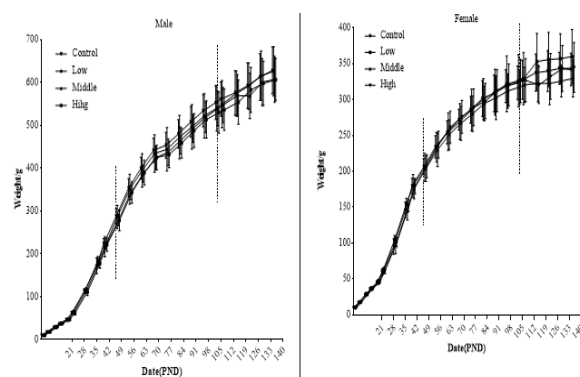 Male
Weight/g
700
600
500
400
300
200
100
0
Control
Low
Middle
Hihg
21 28 35 42 49 56 63 70 77 84 91 98 105 112 119 126 133 140
Date(PND)
Female
Weight/g
400
350
300
250
200
150
100
50
0
Control
Low
Middle
High
21 28 35 42 49 56 63 70 77 84 91 98 105 112 119 126 133 140
Date(PND)